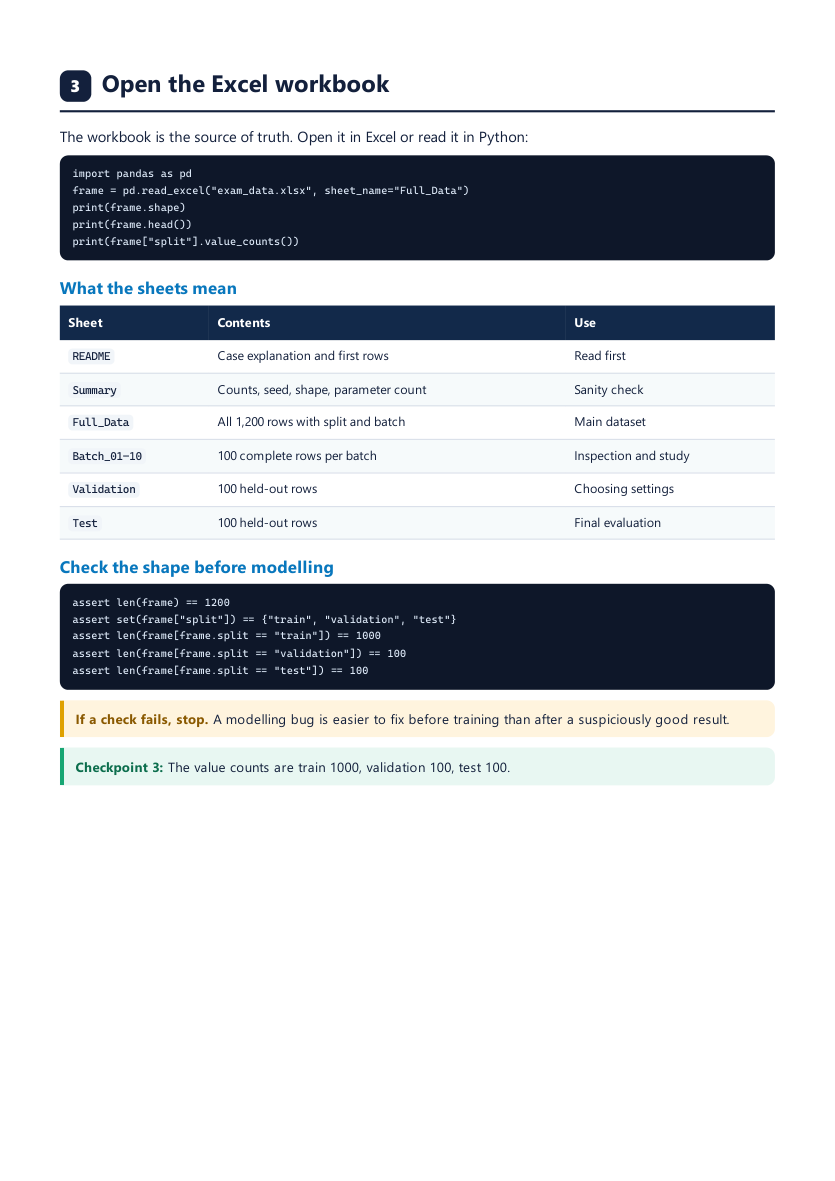 3 Open the Excel workbook
The workbook is the source of truth. Open it in Excel or read it in Python:
import pandas as pd
frame = pd.read_excel("exam_data.xlsx", sheet_name="Full_Data")
print(frame.shape)
print(frame.head())
print(frame["split"].value_counts())
What the sheets mean
Sheet Contents Use
README Case explanation and first rows Read first
Summary Counts, seed, shape, parameter count Sanity check
Full_Data All 1,200 rows with split and batch Main dataset
Batch_01–10 100 complete rows per batch Inspection and study
Validation 100 held-out rows Choosing settings
Test 100 held-out rows Final evaluation
Check the shape before modelling
assert len(frame) == 1200
assert set(frame["split"]) == {"train", "validation", "test"}
assert len(frame[frame.split == "train"]) == 1000
assert len(frame[frame.split == "validation"]) == 100
assert len(frame[frame.split == "test"]) == 100
If a check fails, stop. A modelling bug is easier to fix before training than after a suspiciously good result.
Checkpoint 3: The value counts are train 1000, validation 100, test 100.